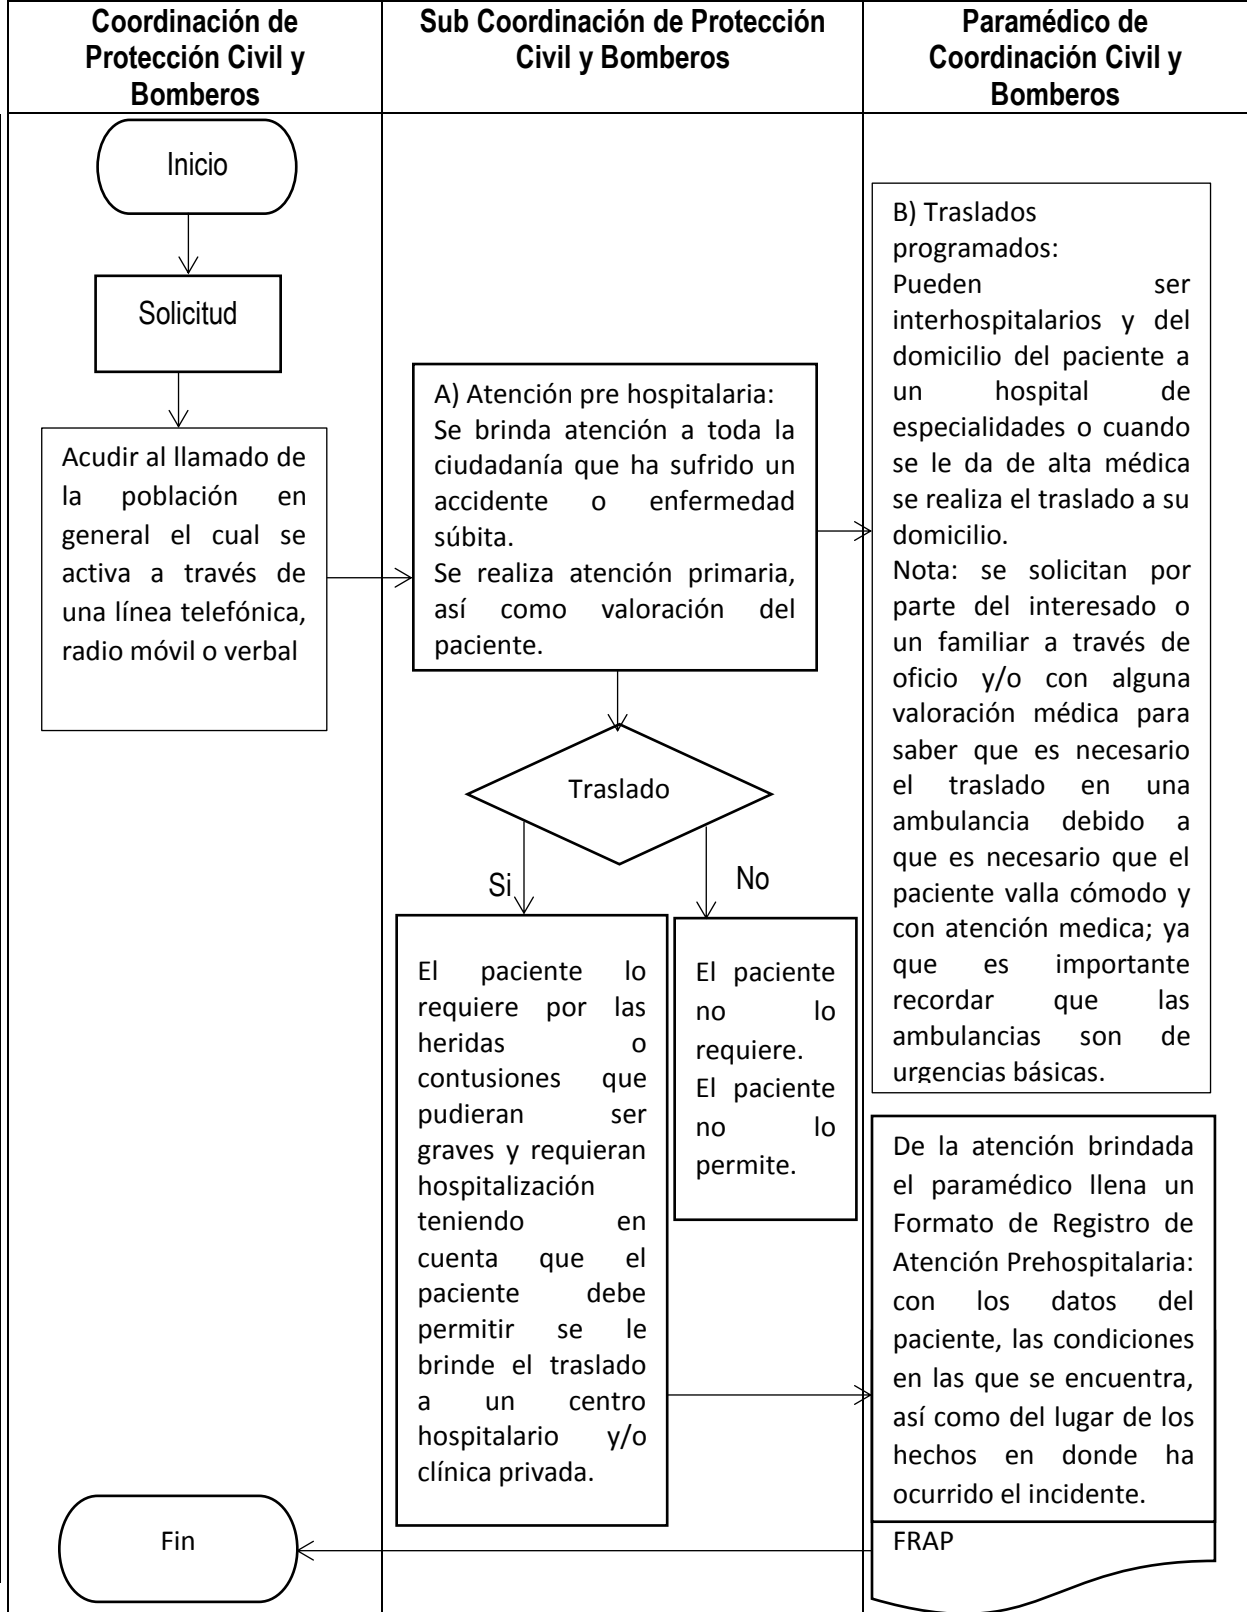 Coordinación de
Protección Civil y
Bomberos
Sub Coordinación de Protección
Civil y Bomberos
Paramédico de
Coordinación Civil y
Bomberos
Inicio
Solicitud
Acudir al llamado de
la población en
general el cual se
activa a través de
una línea telefónica,
radio móvil o verbal
A) Atención pre hospitalaria:
Se brinda atención a toda la
ciudadanía que ha sufrido un
accidente o enfermedad
súbita.
Se realiza atención primaria,
así como valoración del
paciente.
B) Traslados
programados:
Pueden ser
interhospitalarios y del
domicilio del paciente a
un hospital de
especialidades o cuando
se le da de alta médica
se realiza el traslado a su
domicilio.
Nota: se solicitan por
parte del interesado o
un familiar a través de
oficio y/o con alguna
valoración médica para
saber que es necesario
el traslado en una
ambulancia debido a
que es necesario que el
paciente valla cómodo y
con atención medica; ya
que es importante
recordar que las
ambulancias son de
urgencias básicas.
Traslado
Si
No
El paciente lo
requiere por las
heridas o
contusiones que
pudieran ser
graves y requieran
hospitalización
teniendo en
cuenta que el
paciente debe
permitir se le
brinde el traslado
a un centro
hospitalario y/o
clínica privada.
El paciente
no lo
requiere.
El paciente
no lo
permite.
De la atención brindada
el paramédico llena un
Formato de Registro de
Atención Prehospitalaria:
con los datos del
paciente, las condiciones
en las que se encuentra,
así como del lugar de los
hechos en donde ha
ocurrido el incidente.
FRAP
Fin